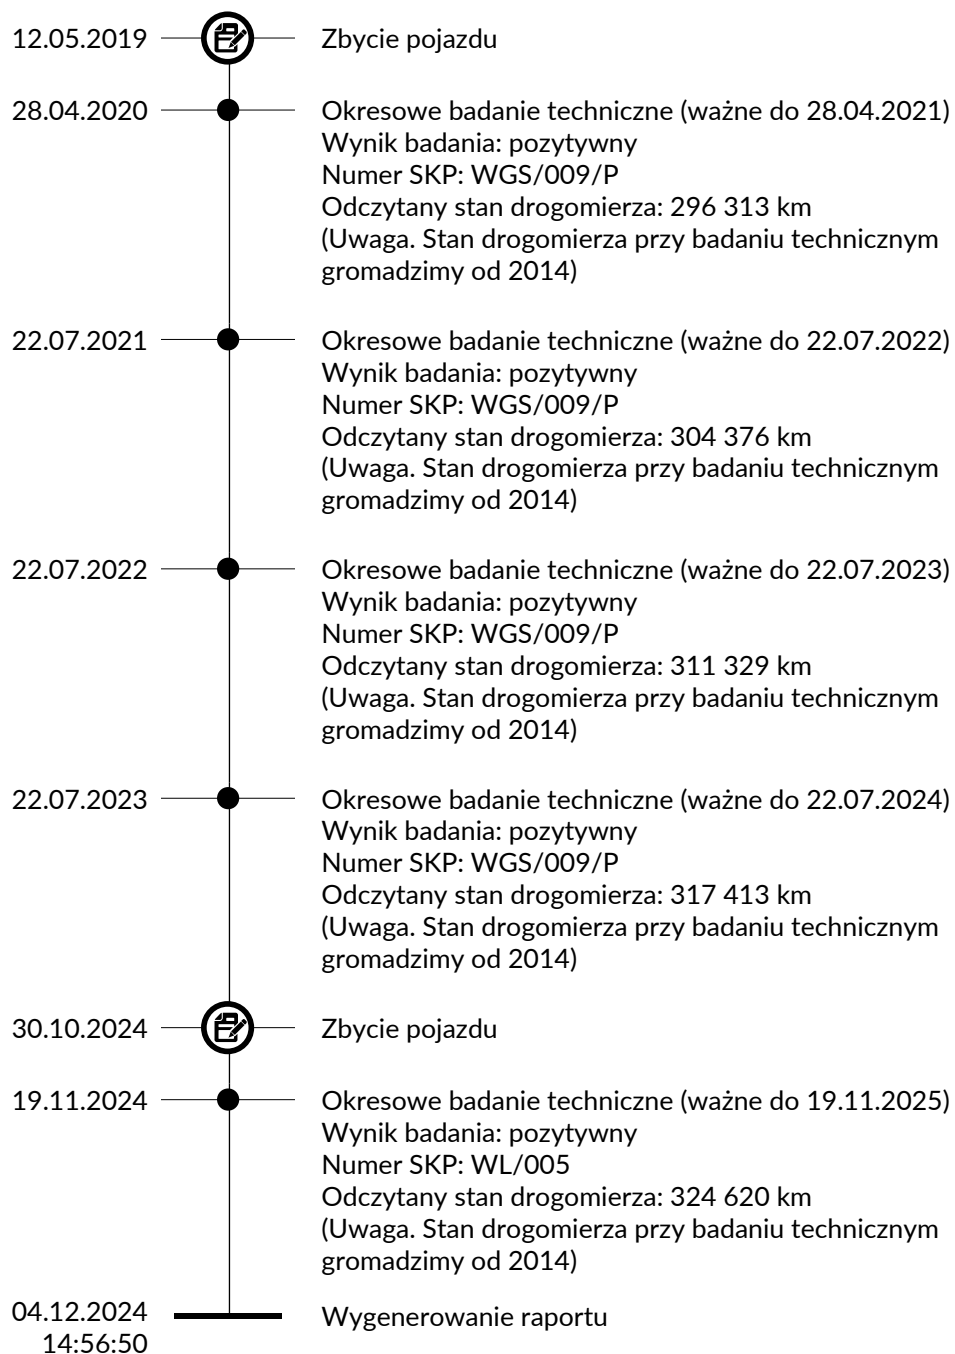 12.05.2019 Zbycie pojazdu
28.04.2020 Okresowe badanie techniczne (ważne do 28.04.2021)
Wynik badania: pozytywny
Numer SKP: WGS/009/P
Odczytany stan drogomierza: 296 313 km
(Uwaga. Stan drogomierza przy badaniu technicznym
gromadzimy od 2014)
22.07.2021 Okresowe badanie techniczne (ważne do 22.07.2022)
Wynik badania: pozytywny
Numer SKP: WGS/009/P
Odczytany stan drogomierza: 304 376 km
(Uwaga. Stan drogomierza przy badaniu technicznym
gromadzimy od 2014)
22.07.2022 Okresowe badanie techniczne (ważne do 22.07.2023)
Wynik badania: pozytywny
Numer SKP: WGS/009/P
Odczytany stan drogomierza: 311 329 km
(Uwaga. Stan drogomierza przy badaniu technicznym
gromadzimy od 2014)
22.07.2023 Okresowe badanie techniczne (ważne do 22.07.2024)
Wynik badania: pozytywny
Numer SKP: WGS/009/P
Odczytany stan drogomierza: 317 413 km
(Uwaga. Stan drogomierza przy badaniu technicznym
gromadzimy od 2014)
30.10.2024 Zbycie pojazdu
19.11.2024 Okresowe badanie techniczne (ważne do 19.11.2025)
Wynik badania: pozytywny
Numer SKP: WL/005
Odczytany stan drogomierza: 324 620 km
(Uwaga. Stan drogomierza przy badaniu technicznym
gromadzimy od 2014)
04.12.2024 Wygenerowanie raportu
14:56:50